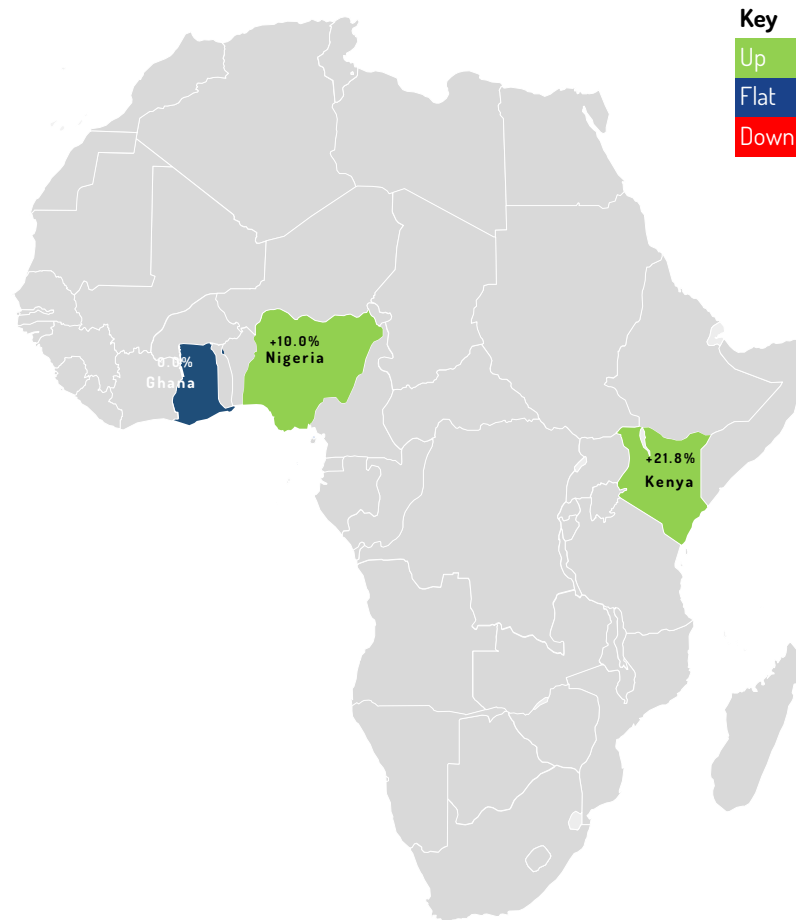 Key
Up
Flat
Down
+10.0%
Nigeria
0.0%
Ghana
+21.8%
Kenya